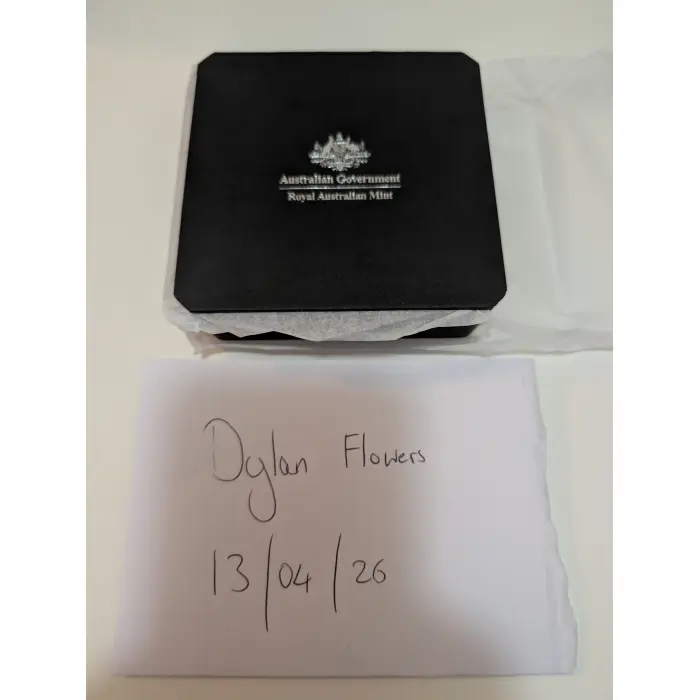 Australian Government
Royal Australian Mint
Dylan Flowers
13/04/26